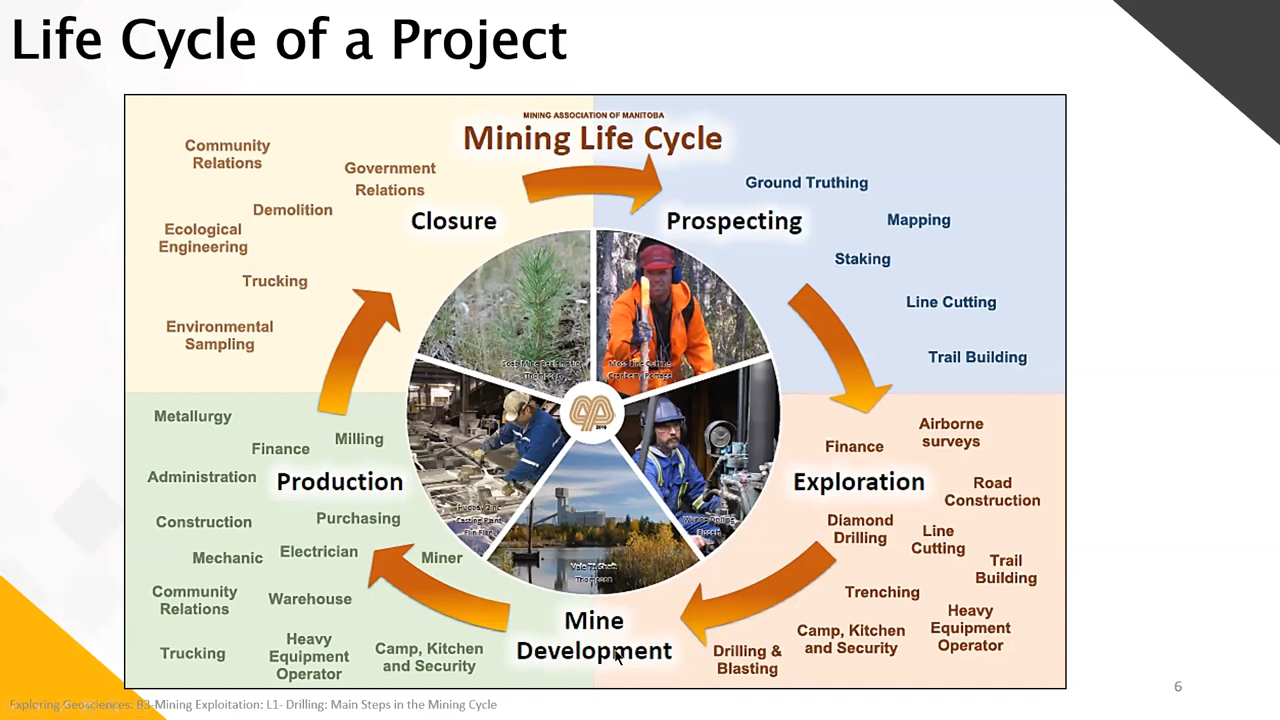 Life Cycle of a Project
MINING ASSOCIATION OF MANITOBA
Mining Life Cycle
Community
Relations
Government
Relations
Demolition
Ecological
Engineering
Trucking
Environmental
Sampling
Closure
Prospecting
Ground Truthing
Mapping
Staking
Line Cutting
Trail Building
Metallurgy
Finance
Milling
Administration
Production
Construction
Purchasing
Mechanic
Electrician
Miner
Community
Relations
Warehouse
Trucking
Heavy
Equipment
Operator
Camp, Kitchen
and Security
Mine
Development
Airborne
surveys
Finance
Exploration
Road
Construction
Diamond
Drilling
Line
Cutting
Trail
Building
Trenching
Heavy
Equipment
Operator
Camp, Kitchen
and Security
Drilling &
Blasting
Thompson
Exploring Geosciences: B3-Mining Exploitation: L1- Drilling: Main Steps in the Mining Cycle
6